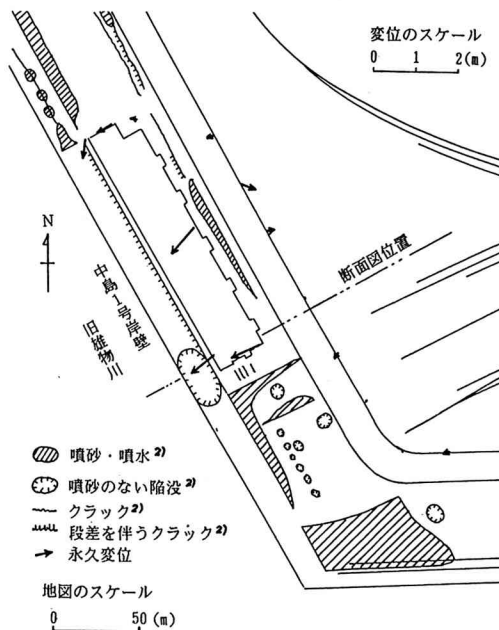 変位のスケール
0 1 2(m)
N
断面図位置
中島1号岸壁
旧雄物川
噴砂・噴水2)
噴砂のない陥没2)
クラック2)
段差を伴うクラック2)
永久変位
地図のスケール
0 50 (m)